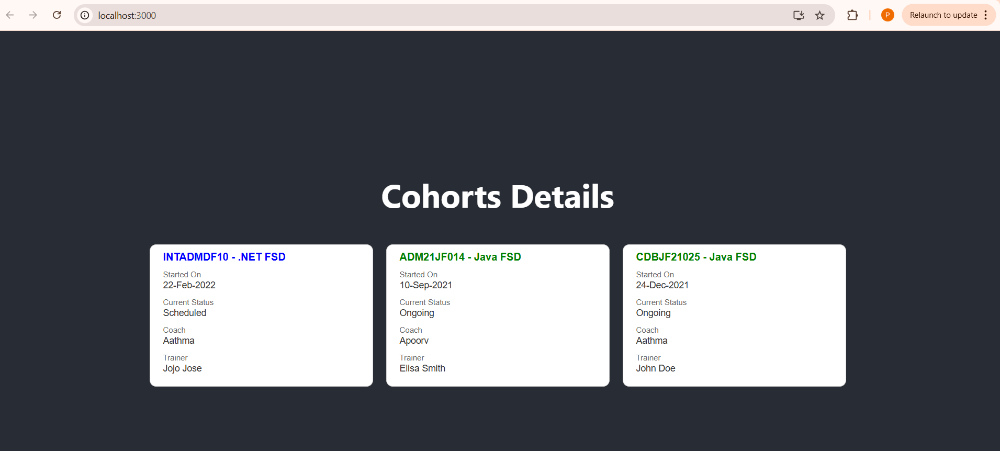 localhost:3000
P
Relaunch to update
Cohorts Details
INTADMDF10 - .NET FSD
Started On
22-Feb-2022
Current Status
Scheduled
Coach
Aathma
Trainer
Jojo Jose
ADM21JF014 - Java FSD
Started On
10-Sep-2021
Current Status
Ongoing
Coach
Apoorv
Trainer
Elisa Smith
CDBJF21025 - Java FSD
Started On
24-Dec-2021
Current Status
Ongoing
Coach
Aathma
Trainer
John Doe